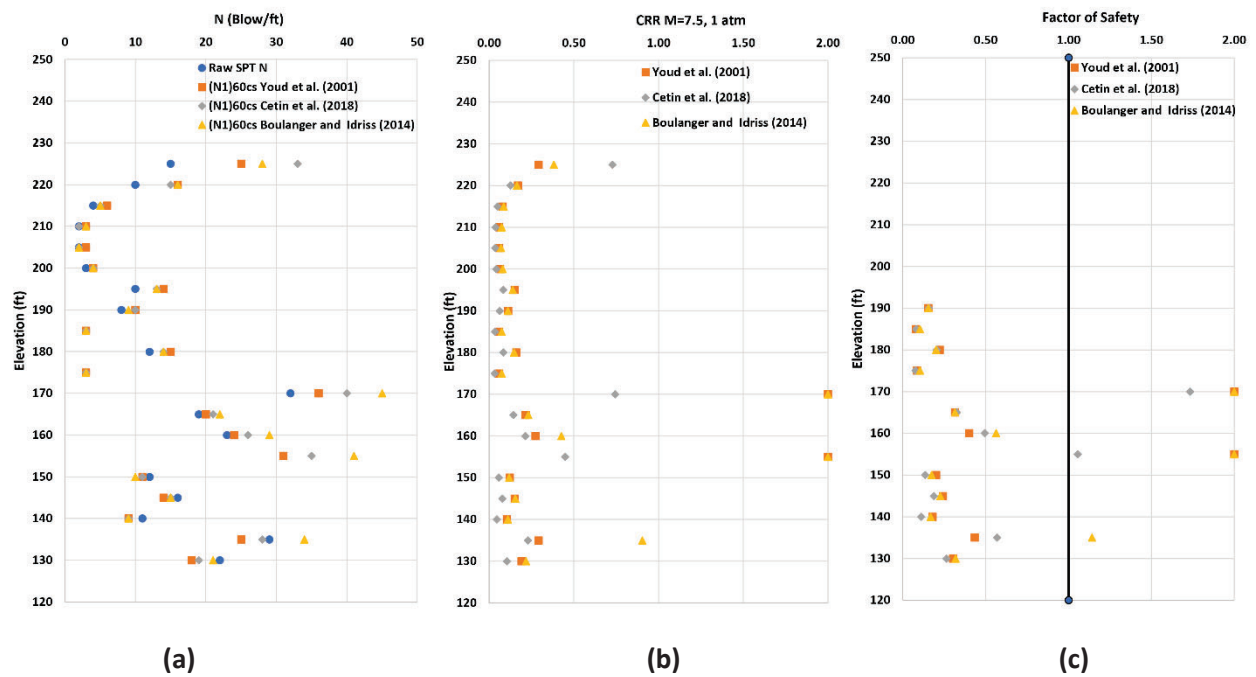 N (Blow/ft)
0 10 20 30 40 50
250
240
230
220
210
200
190
180
170
160
150
140
130
120
Elevation (ft)
Raw SPT N
(N1)60cs Youd et al. (2001)
(N1)60cs Cetin et al. (2018)
(N1)60cs Boulanger and Idriss (2014)
(a)
CRR M=7.5, 1 atm
0.00 0.50 1.00 1.50 2.00
250
240
230
220
210
200
190
180
170
160
150
140
130
120
Elevation (ft)
Youd et al. (2001)
Cetin et al. (2018)
Boulanger and Idriss (2014)
(b)
Factor of Safety
0.00 0.50 1.00 1.50 2.00
250
240
230
220
210
200
190
180
170
160
150
140
130
120
Elevation (ft)
Youd et al. (2001)
Cetin et al. (2018)
Boulanger and Idriss (2014)
(c)